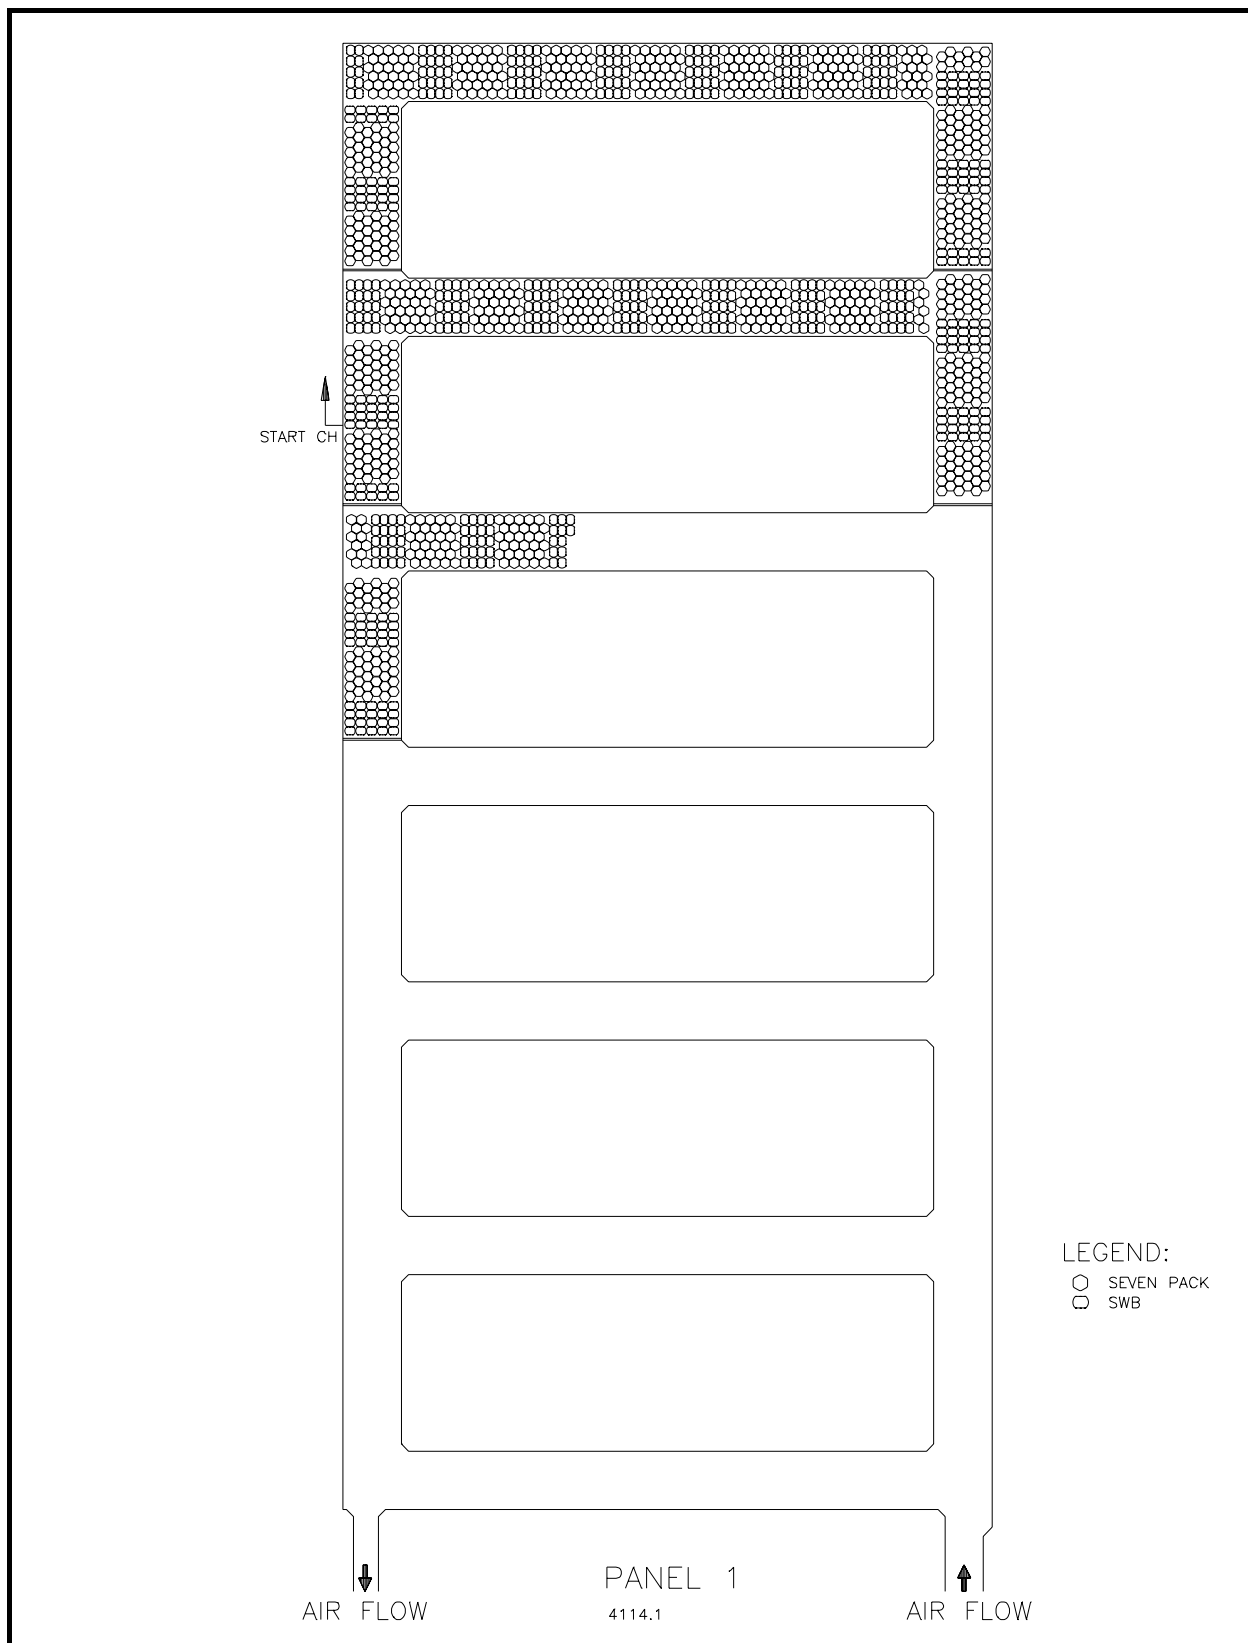 START CH
LEGEND:
SEVEN PACK
SWB
PANEL 1
AIR FLOW
4114.1
AIR FLOW